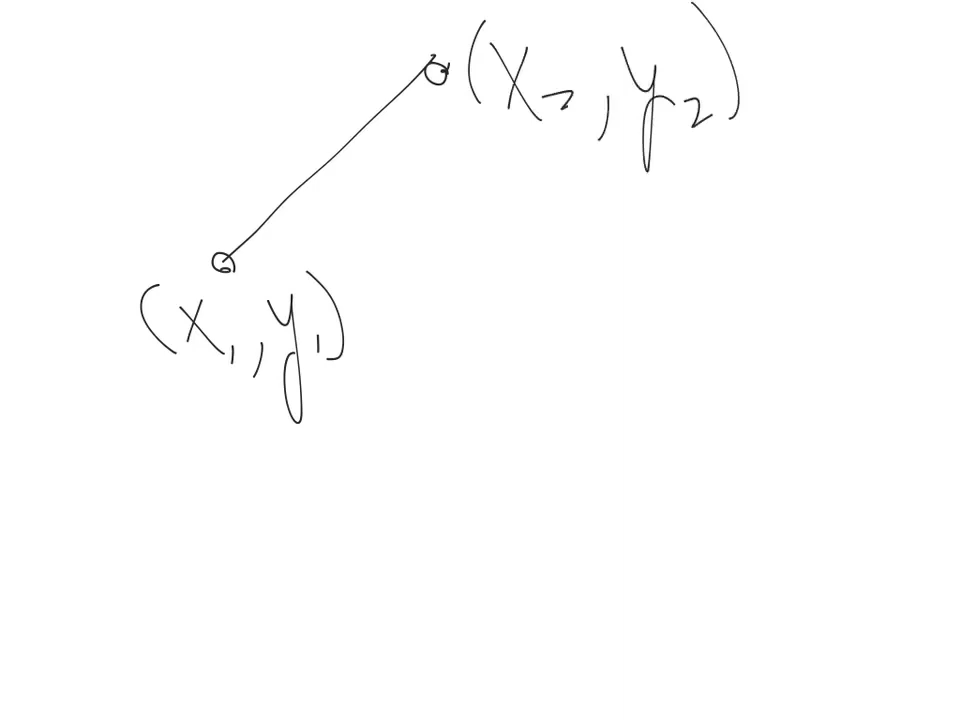 (x₂, y₂)
(x₁, y₁)